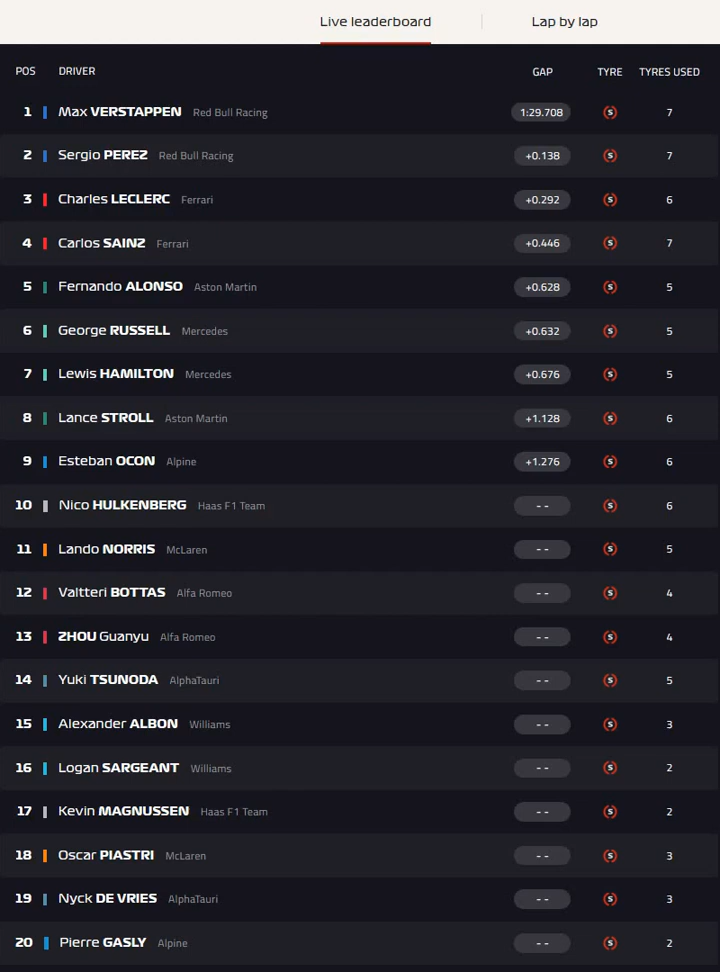 Live leaderboard Lap by lap
POS DRIVER GAP TYRE TYRES USED
1 Max VERSTAPPEN Red Bull Racing 1:29.708 S 7
2 Sergio PEREZ Red Bull Racing +0.138 S 7
3 Charles LECLERC Ferrari +0.292 S 6
4 Carlos SAINZ Ferrari +0.446 S 7
5 Fernando ALONSO Aston Martin +0.628 S 5
6 George RUSSELL Mercedes +0.632 S 5
7 Lewis HAMILTON Mercedes +0.676 S 5
8 Lance STROLL Aston Martin +1.128 S 6
9 Esteban OCON Alpine +1.276 S 6
10 Nico HULKENBERG Haas F1 Team - - S 6
11 Lando NORRIS McLaren - - S 5
12 Valtteri BOTTAS Alfa Romeo - - S 4
13 ZHOU Guanyu Alfa Romeo - - S 4
14 Yuki TSUNODA AlphaTauri - - S 5
15 Alexander ALBON Williams - - S 3
16 Logan SARGEANT Williams - - S 2
17 Kevin MAGNUSSEN Haas F1 Team - - S 2
18 Oscar PIASTRI McLaren - - S 3
19 Nyck DE VRIES AlphaTauri - - S 3
20 Pierre GASLY Alpine - - S 2